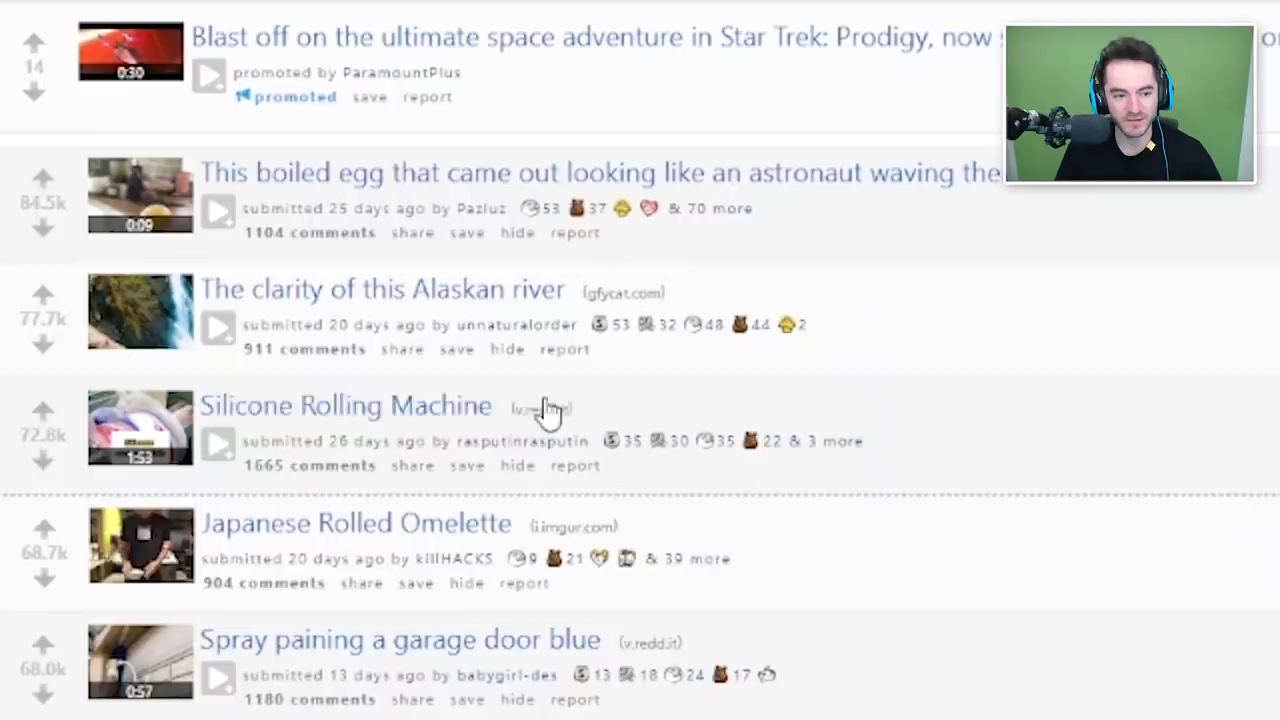 Blast off on the ultimate space adventure in Star Trek: Prodigy, now
14
0:30
promoted by ParamountPlus
promoted save report
This boiled egg that came out looking like an astronaut waving the
84.5k
0:09
submitted 25 days ago by Pazluz 53 37 & 70 more
1104 comments share save hide report
The clarity of this Alaskan river (gfycat.com)
77.7k
submitted 20 days ago by unnaturalorder 53 32 48 44 2
911 comments share save hide report
Silicone Rolling Machine
72.8k
1:53
submitted 26 days ago by rasputinrasputin 35 30 35 22 & 3 more
1665 comments share save hide report
Japanese Rolled Omelette (i.imgur.com)
68.7k
submitted 20 days ago by killHACKS 9 21 & 39 more
904 comments share save hide report
Spray paining a garage door blue (v.redd.it)
68.0k
0:57
submitted 13 days ago by babygirl-des 13 18 24 17
1180 comments share save hide report